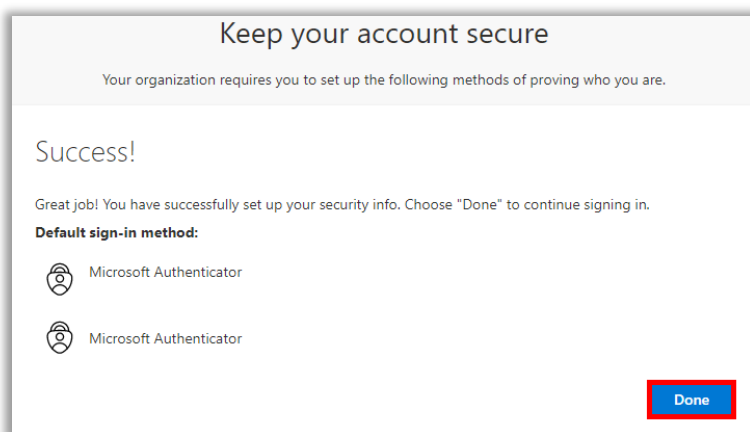 Keep your account secure
Your organization requires you to set up the following methods of proving who you are.
Success!
Great job! You have successfully set up your security info. Choose "Done" to continue signing in.
Default sign-in method:
Microsoft Authenticator
Microsoft Authenticator
Done